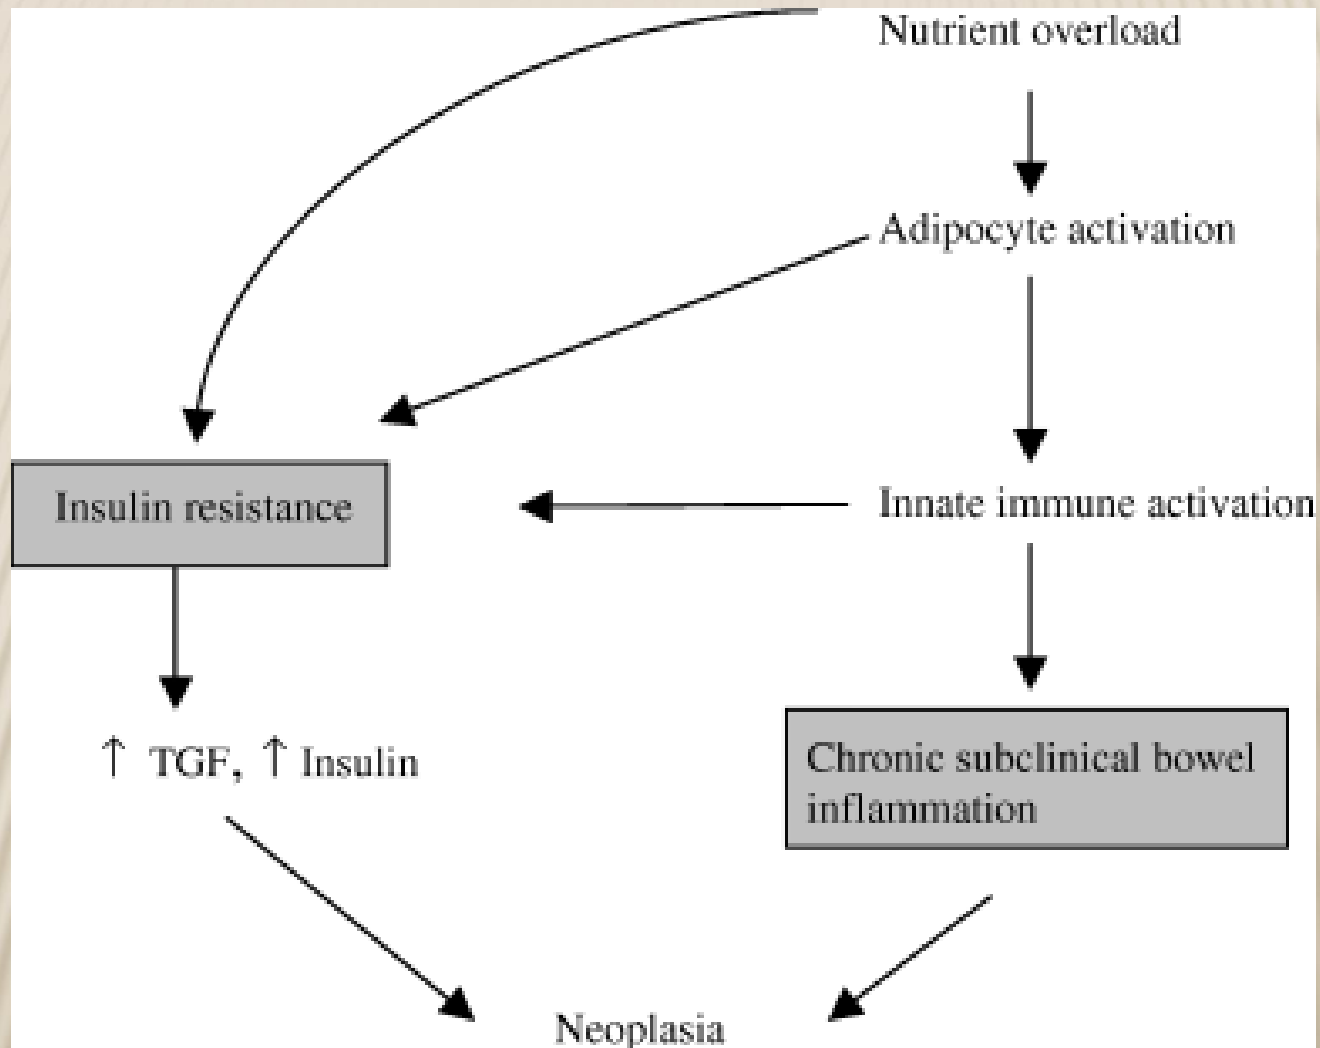 Nutrient overload
Adipocyte activation
Insulin resistance
Innate immune activation
↑ TGF, ↑ Insulin
Chronic subclinical bowel
inflammation
Neoplasia